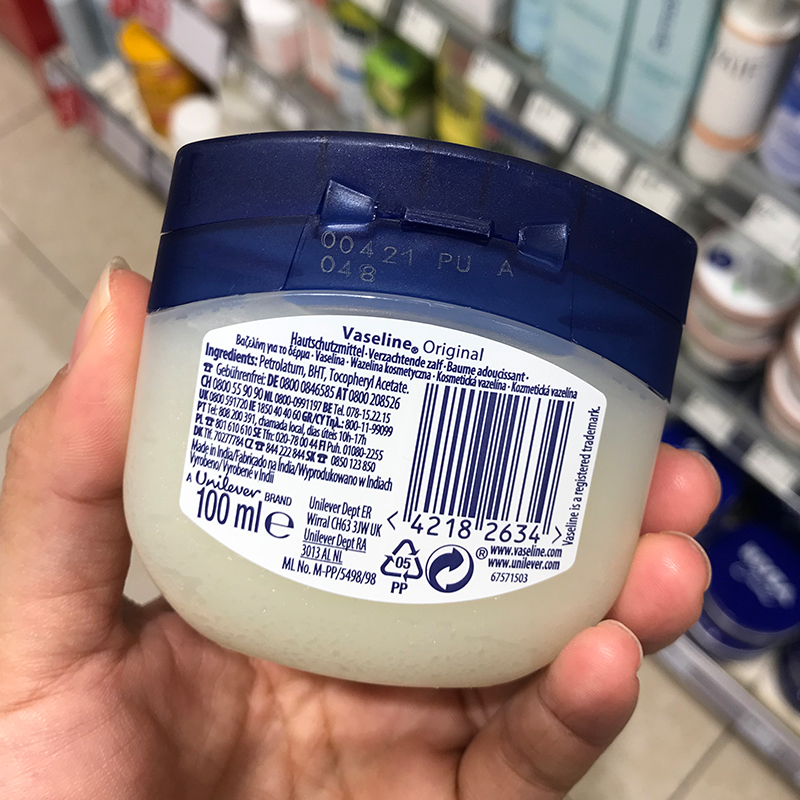 00421 PU A
048
Vaseline® Original
Hautschutzmittel · Verzachtende zalf · Baume adoucissant ·
Βαζελίνη για το δέρμα · Vaselina · Wazelina kosmetyczna · Kosmetická vazelína · Kozmetická vazelína
Ingredients: Petrolatum, BHT, Tocopheryl Acetate.
☎ Gebührenfrei: DE 0800 0846585 AT 0800 208526
CH 0800 55 90 90 NL 0800-0991197 BE Tel. 078-15.22.15
UK 0800 591720 IE 1850 40 40 60 GR/CY Τηλ.: 800-11-99099
PT Tel: 808 200 351, chamada local, dias úteis 10h-17h
PL ☎ 801 610 610 SE Tfn: 020-78 00 44 FI Puh. 01080-2255
DK Tlf. 70277784 CZ ☎ 844 222 844 SK ☎ 0850 123 850
Made in India/Fabricado na Índia/Wyprodukowano w Indiach
Vyrobeno/Vyrobené v Indii
A Unilever BRAND
100 ml ℮
Unilever Dept ER
Wirral CH63 3JW UK
Unilever Dept RA
3013 AL NL
ML No. M-PP/5498/98
< 4218 2634 >
05
PP
® www.vaseline.com
www.unilever.com
67571503
Vaseline is a registered trademark.